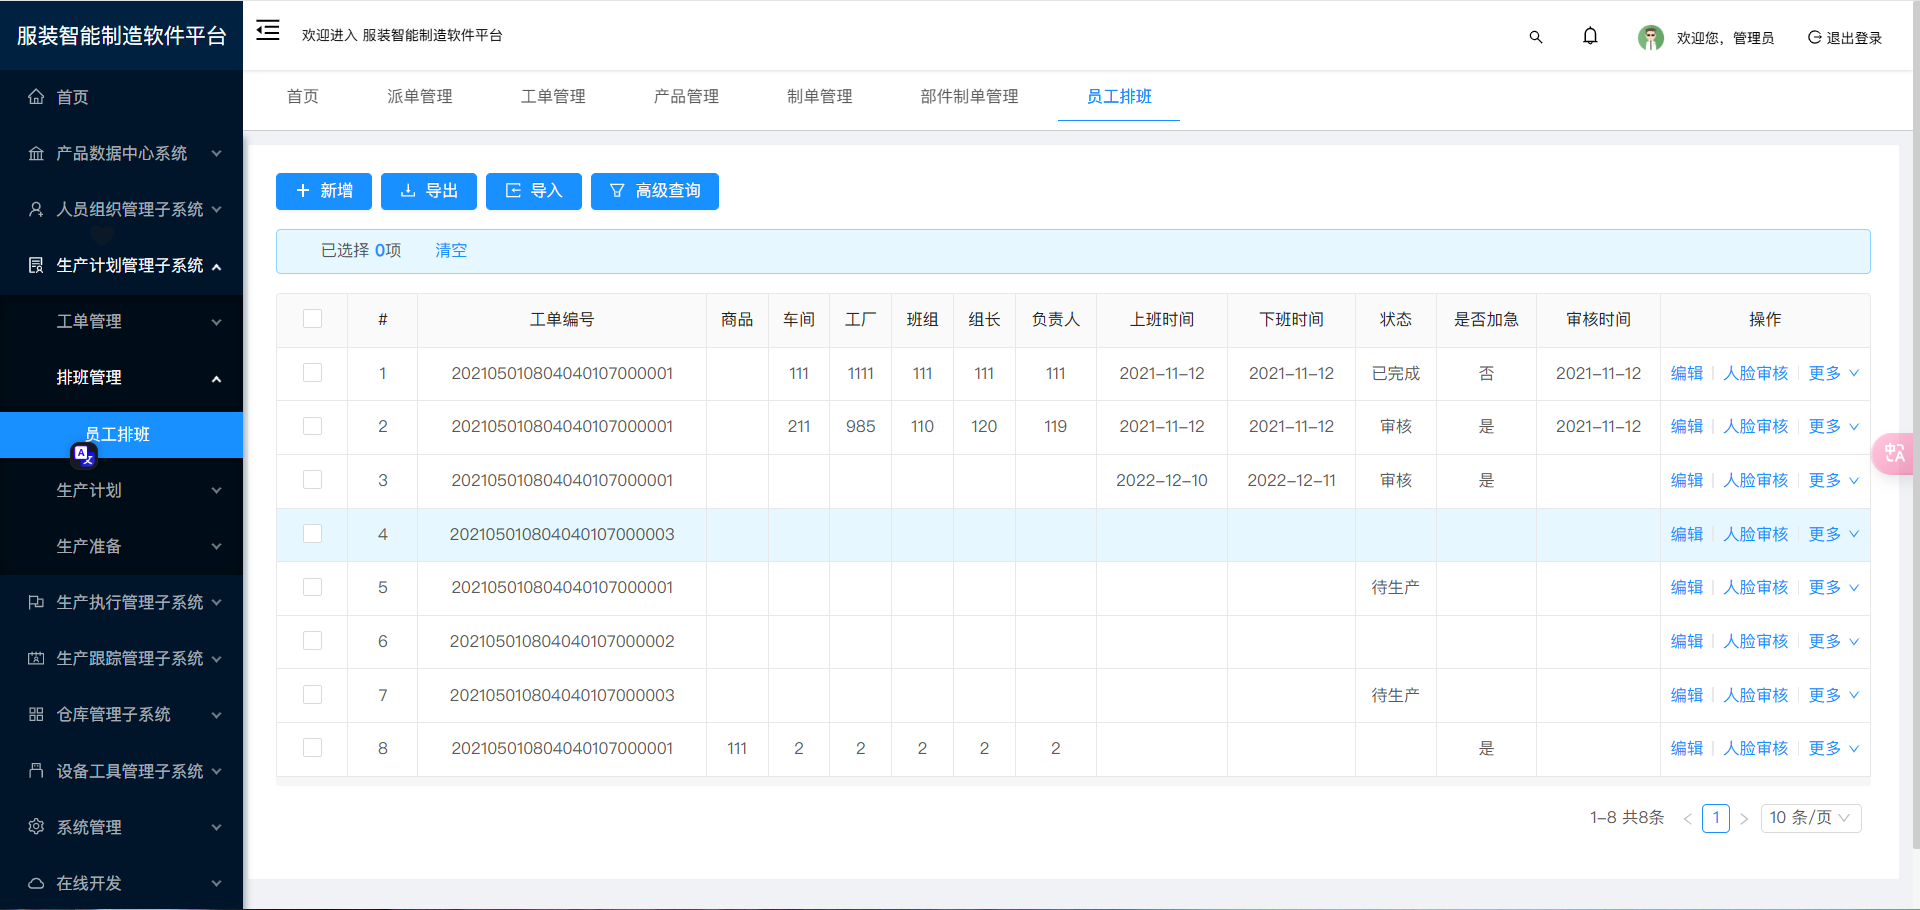 服装智能制造软件平台
欢迎进入 服装智能制造软件平台
欢迎您，管理员
退出登录
首页
产品数据中心系统
人员组织管理子系统
生产计划管理子系统
工单管理
排班管理
员工排班
生产计划
生产准备
生产执行管理子系统
生产跟踪管理子系统
仓库管理子系统
设备工具管理子系统
系统管理
在线开发
首页 派单管理 工单管理 产品管理 制单管理 部件制单管理 员工排班
新增 导出 导入 高级查询
已选择 0项 清空
# 工单编号 商品 车间 工厂 班组 组长 负责人 上班时间 下班时间 状态 是否加急 审核时间 操作
1 202105010804040107000001 111 1111 111 111 111 2021-11-12 2021-11-12 已完成 否 2021-11-12 编辑 人脸审核 更多
2 202105010804040107000001 211 985 110 120 119 2021-11-12 2021-11-12 审核 是 2021-11-12 编辑 人脸审核 更多
3 202105010804040107000001 2022-12-10 2022-12-11 审核 是 编辑 人脸审核 更多
4 202105010804040107000003 编辑 人脸审核 更多
5 202105010804040107000001 待生产 编辑 人脸审核 更多
6 202105010804040107000002 编辑 人脸审核 更多
7 202105010804040107000003 待生产 编辑 人脸审核 更多
8 202105010804040107000001 111 2 2 2 2 2 是 编辑 人脸审核 更多
1-8 共8条 < 1 > 10 条/页